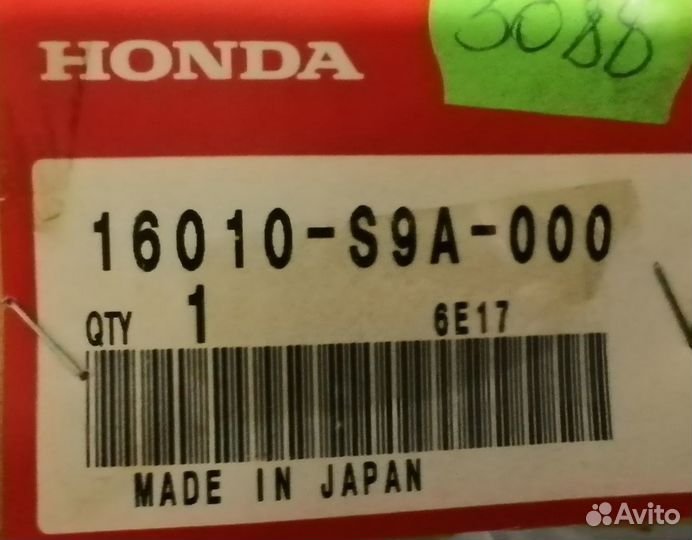 3088
HONDA
16010-S9A-000
QTY 1 6E17
MADE IN JAPAN
Avito